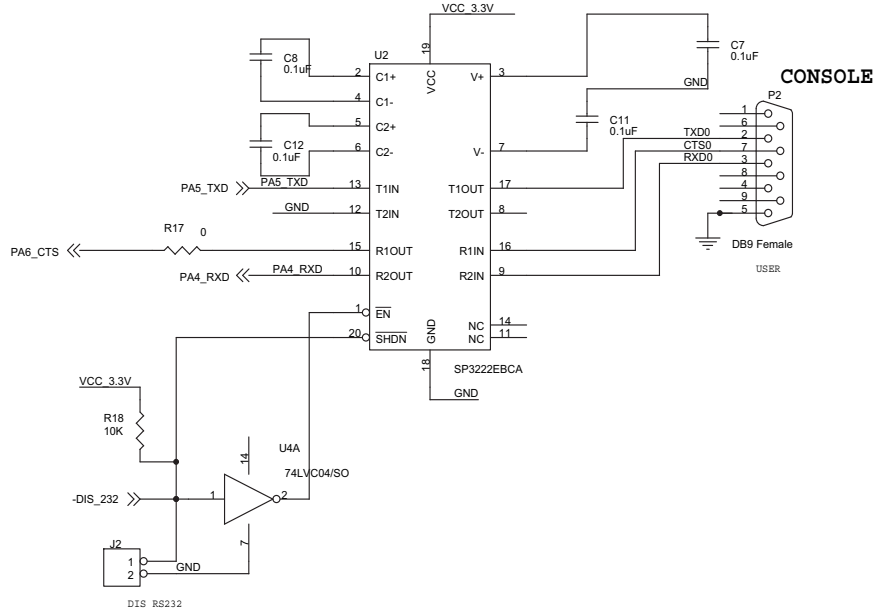 VCC_3.3V
U2
19
VCC
C8
0.1uF
2
C1+
V+
3
C7
0.1uF
4
C1-
GND
CONSOLE
P2
5
C2+
C12
0.1uF
6
C2-
C11
0.1uF
V-
7
1
6
TXD0
2
CTS0
7
RXD0
3
8
4
9
5
DB9 Female
USER
PA5_TXD
PA5_TXD
13
T1IN
T1OUT
17
GND
12
T2IN
T2OUT
8
R17
0
PA6_CTS
15
R1OUT
R1IN
16
PA4_RXD
PA4_RXD
10
R2OUT
R2IN
9
1
EN
20
SHDN
GND
NC
14
NC
11
18
SP3222EBCA
GND
VCC_3.3V
R18
10K
14
U4A
74LVC04/SO
-DIS_232
1
2
7
J2
1
2
GND
DIS RS232